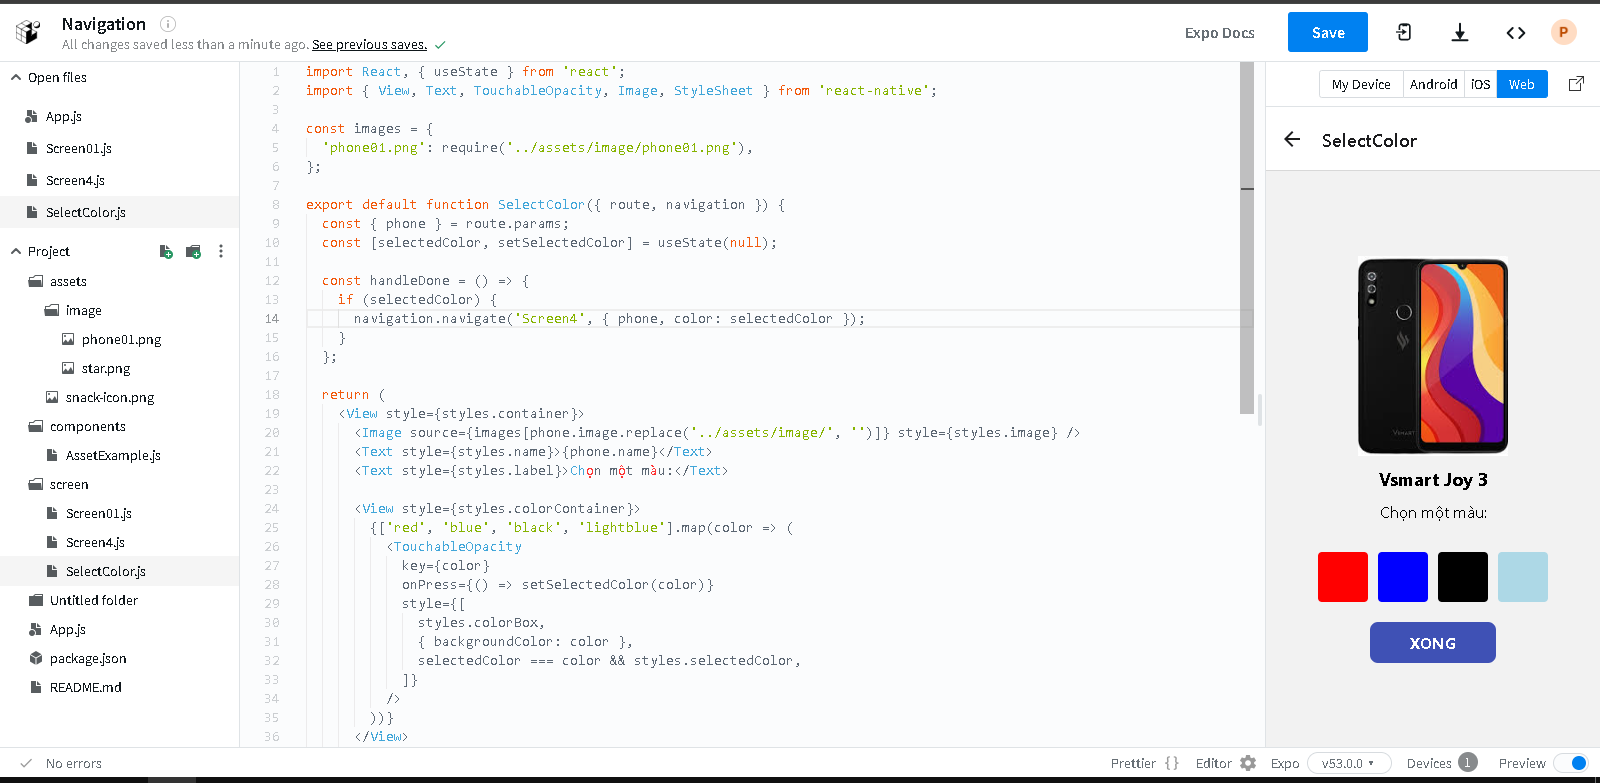 Navigation
All changes saved less than a minute ago. See previous saves.
Expo Docs
Save
P
Open files
App.js
Screen01.js
Screen4.js
SelectColor.js
Project
assets
image
phone01.png
star.png
snack-icon.png
components
AssetExample.js
screen
Screen01.js
Screen4.js
SelectColor.js
Untitled folder
App.js
package.json
README.md
1 import React, { useState } from 'react';
2 import { View, Text, TouchableOpacity, Image, StyleSheet } from 'react-native';
3
4 const images = {
5 'phone01.png': require('../assets/image/phone01.png'),
6 };
7
8 export default function SelectColor({ route, navigation }) {
9 const { phone } = route.params;
10 const [selectedColor, setSelectedColor] = useState(null);
11
12 const handleDone = () => {
13 if (selectedColor) {
14 navigation.navigate('Screen4', { phone, color: selectedColor });
15 }
16 };
17
18 return (
19 <View style={styles.container}>
20 <Image source={images[phone.image.replace('../assets/image/', '')]} style={styles.image} />
21 <Text style={styles.name}>{phone.name}</Text>
22 <Text style={styles.label}>Chọn một màu:</Text>
23
24 <View style={styles.colorContainer}>
25 {['red', 'blue', 'black', 'lightblue'].map(color => (
26 <TouchableOpacity
27 key={color}
28 onPress={() => setSelectedColor(color)}
29 style={[
30 styles.colorBox,
31 { backgroundColor: color },
32 selectedColor === color && styles.selectedColor,
33 ]}
34 />
35 ))}
36 </View>
My Device Android iOS Web
SelectColor
Vsmart
Vsmart Joy 3
Chọn một màu:
XONG
No errors
Prettier {} Editor Expo v53.0.0 Devices 1 Preview